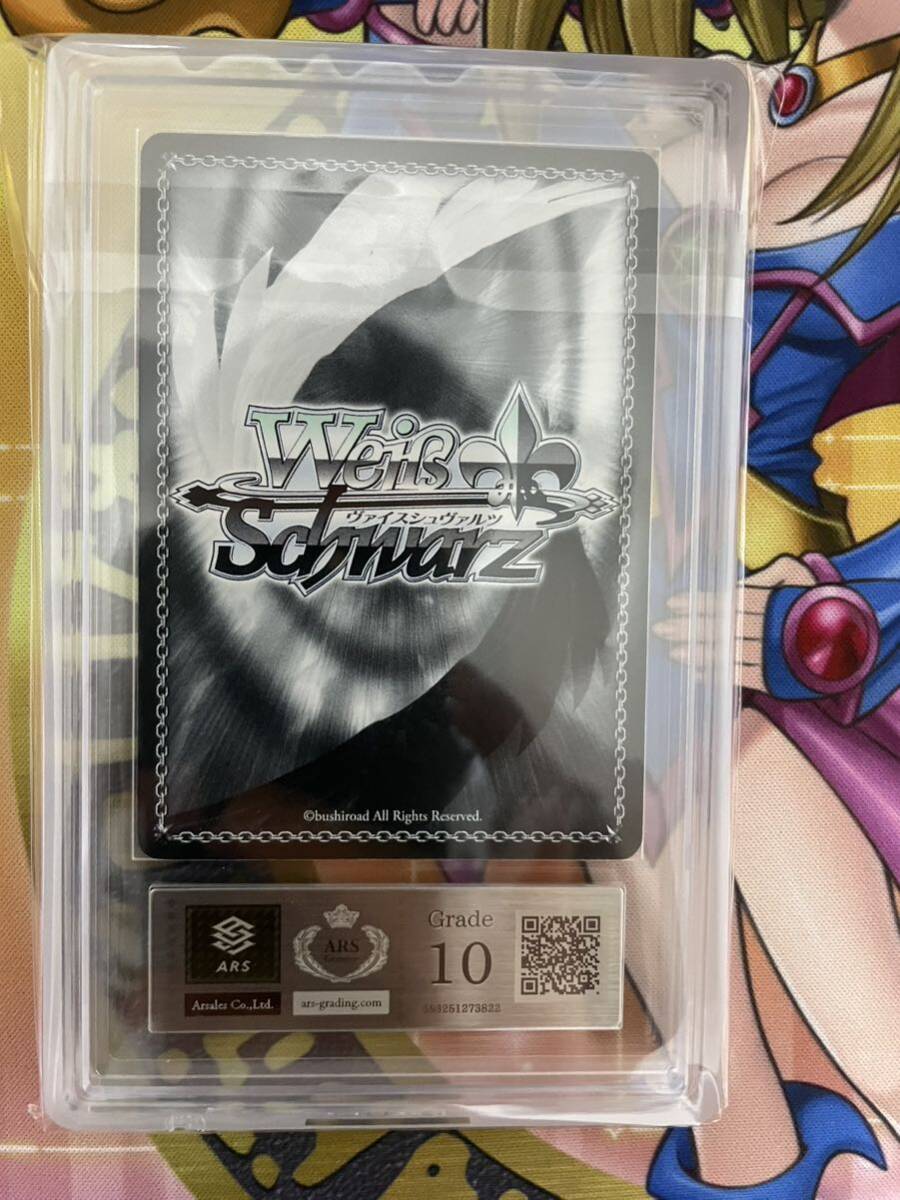 Weiß
ヴァイスシュヴァルツ
Schwarz
©bushiroad All Rights Reserved.
ARS
Arsales Co.,Ltd.
ARS
ars-grading.com
Grade
10